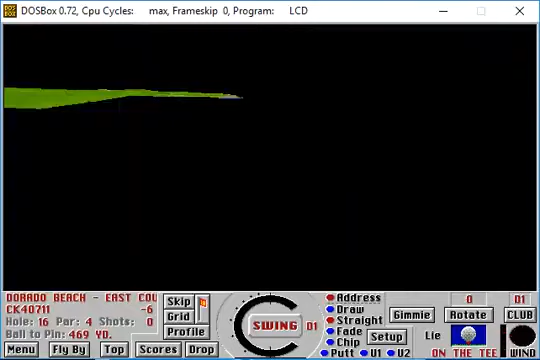 DOSBox 0.72, Cpu Cycles: max, Frameskip 0, Program: LCD
DORADO BEACH - EAST COU
CK40711 -6
Hole: 16 Par: 4 Shots: 0
Ball to Pin: 469 YD.
Menu Fly By Top Scores Drop
Skip
Grid
Profile
SWING D1
Address
Draw
Straight
Fade
Chip
Putt U1 U2
Setup
Gimmie
0
Rotate
D1
CLUB
Lie
ON THE TEE
WIND